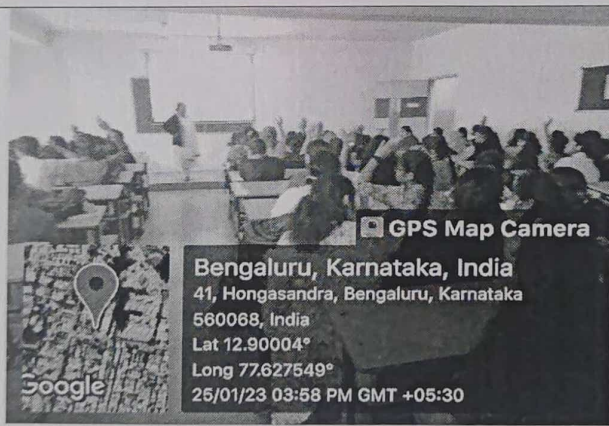 GPS Map Camera
Bengaluru, Karnataka, India
41, Hongasandra, Bengaluru, Karnataka
560068, India
Lat 12.90004°
Long 77.627549°
25/01/23 03:58 PM GMT +05:30
Google